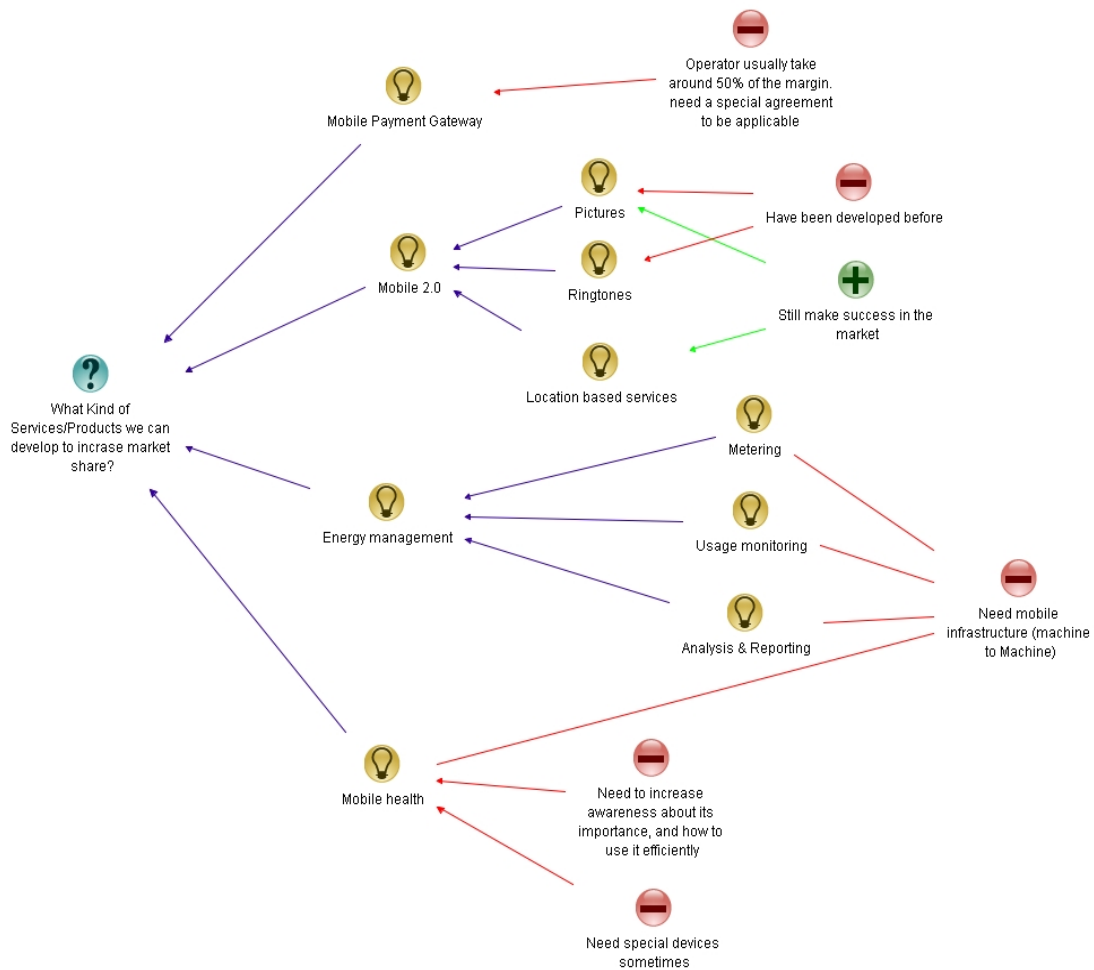 Operator usually take
around 50% of the margin.
need a special agreement
to be applicable
Mobile Payment Gateway
Pictures
Have been developed before
Mobile 2.0
Ringtones
Still make success in the
market
Location based services
?
What Kind of
Services/Products we can
develop to incrase market
share?
Metering
Energy management
Usage monitoring
Need mobile
infrastructure (machine
to Machine)
Analysis & Reporting
Mobile health
Need to increase
awareness about its
importance, and how to
use it efficiently
Need special devices
sometimes